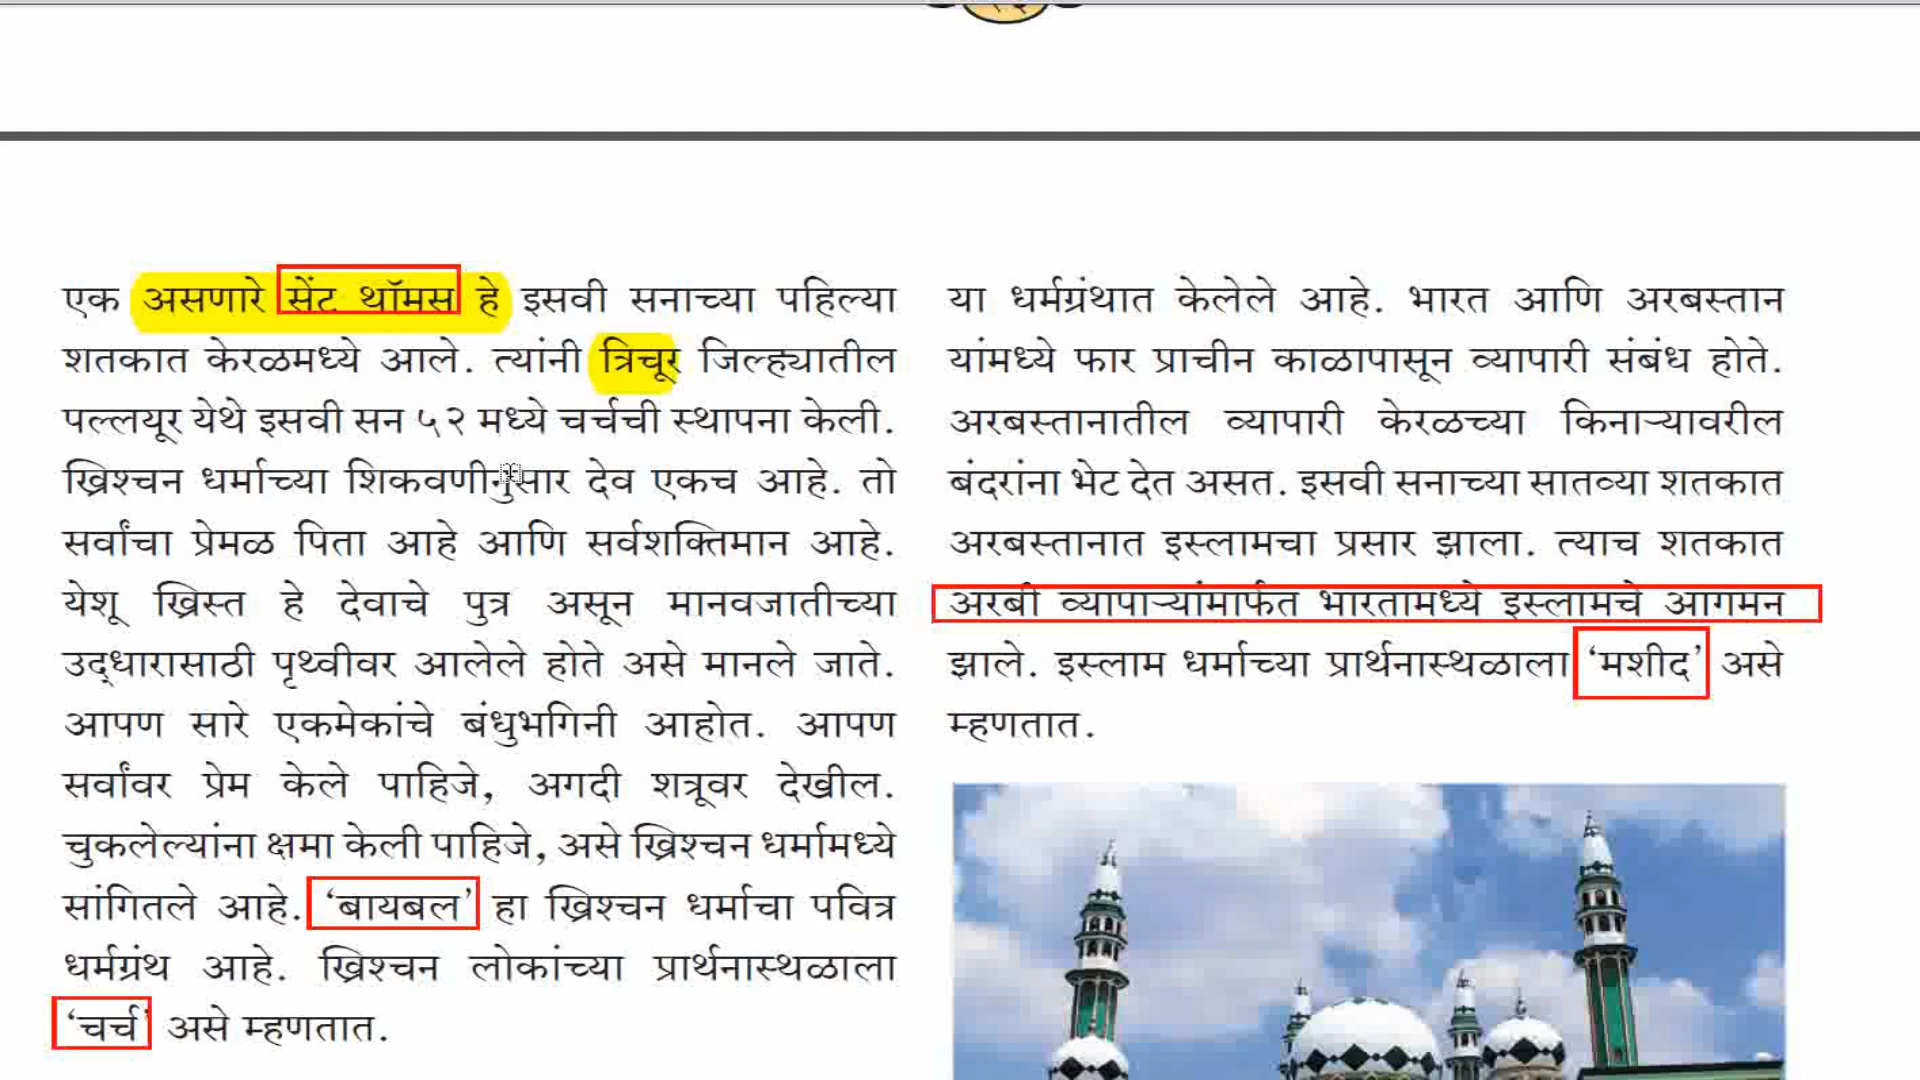 एक असणारे सेंट थॉमस हे इसवी सनाच्या पहिल्या
शतकात केरळमध्ये आले. त्यांनी त्रिचूर जिल्ह्यातील
पल्लयूर येथे इसवी सन ५२ मध्ये चर्चची स्थापना केली.
ख्रिश्चन धर्माच्या शिकवणीनुसार देव एकच आहे. तो
सर्वांचा प्रेमळ पिता आहे आणि सर्वशक्तिमान आहे.
येशू ख्रिस्त हे देवाचे पुत्र असून मानवजातीच्या
उद्‌धारासाठी पृथ्वीवर आलेले होते असे मानले जाते.
आपण सारे एकमेकांचे बंधुभगिनी आहोत. आपण
सर्वांवर प्रेम केले पाहिजे, अगदी शत्रूवर देखील.
चुकलेल्यांना क्षमा केली पाहिजे, असे ख्रिश्चन धर्मामध्ये
सांगितले आहे. ‘बायबल’ हा ख्रिश्चन धर्माचा पवित्र
धर्मग्रंथ आहे. ख्रिश्चन लोकांच्या प्रार्थनास्थळाला
‘चर्च’ असे म्हणतात.
या धर्मग्रंथात केलेले आहे. भारत आणि अरबस्तान
यांमध्ये फार प्राचीन काळापासून व्यापारी संबंध होते.
अरबस्तानातील व्यापारी केरळच्या किनाऱ्यावरील
बंदरांना भेट देत असत. इसवी सनाच्या सातव्या शतकात
अरबस्तानात इस्लामचा प्रसार झाला. त्याच शतकात
अरबी व्यापाऱ्यांमार्फत भारतामध्ये इस्लामचे आगमन
झाले. इस्लाम धर्माच्या प्रार्थनास्थळाला ‘मशीद’ असे
म्हणतात.